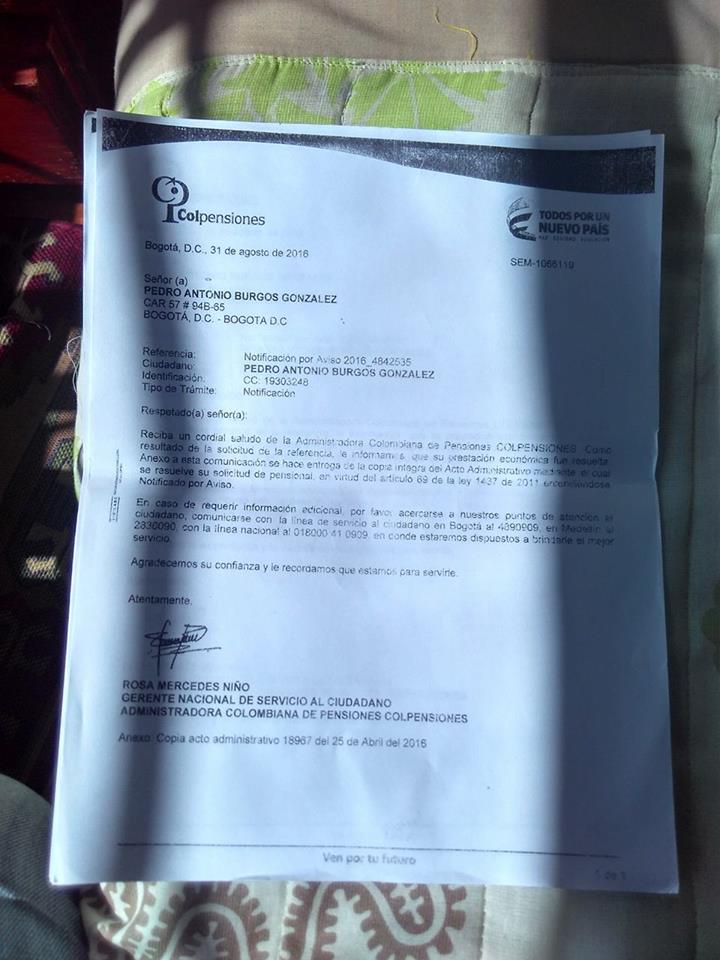 Colpensiones
TODOS POR UN
NUEVO PAÍS
PAZ EQUIDAD EDUCACIÓN
Bogotá, D.C., 31 de agosto de 2016
SEM-1066119
Señor (a)
PEDRO ANTONIO BURGOS GONZALEZ
CAR 57 # 94B-65
BOGOTÁ, D.C. - BOGOTA D.C
Referencia: Notificación por Aviso 2016_4842535
Ciudadano: PEDRO ANTONIO BURGOS GONZALEZ
Identificación: CC: 19303248
Tipo de Trámite: Notificación
Respetado(a) señor(a):
Reciba un cordial saludo de la Administradora Colombiana de Pensiones COLPENSIONES. Como
resultado de la solicitud de la referencia, le informamos que su prestación económica fue resuelta.
Anexo a esta comunicación se hace entrega de la copia integra del Acto Administrativo mediante el cual
se resuelve su solicitud de pensional, en virtud del artículo 69 de la ley 1437 de 2011 entendiéndose
Notificado por Aviso.
En caso de requerir información adicional, por favor acercarse a nuestros puntos de atención al
ciudadano, comunicarse con la línea de servicio al ciudadano en Bogotá al 4890909, en Medellín al
2836090, con la línea nacional al 018000 41 0909, en donde estaremos dispuestos a brindarle el mejor
servicio.
Agradecemos su confianza y le recordamos que estamos para servirle.
Atentamente,
ROSA MERCEDES NIÑO
GERENTE NACIONAL DE SERVICIO AL CIUDADANO
ADMINISTRADORA COLOMBIANA DE PENSIONES COLPENSIONES
Anexo: Copia acto administrativo 18967 del 25 de Abril del 2016
Ven por tu futuro
1 de 1